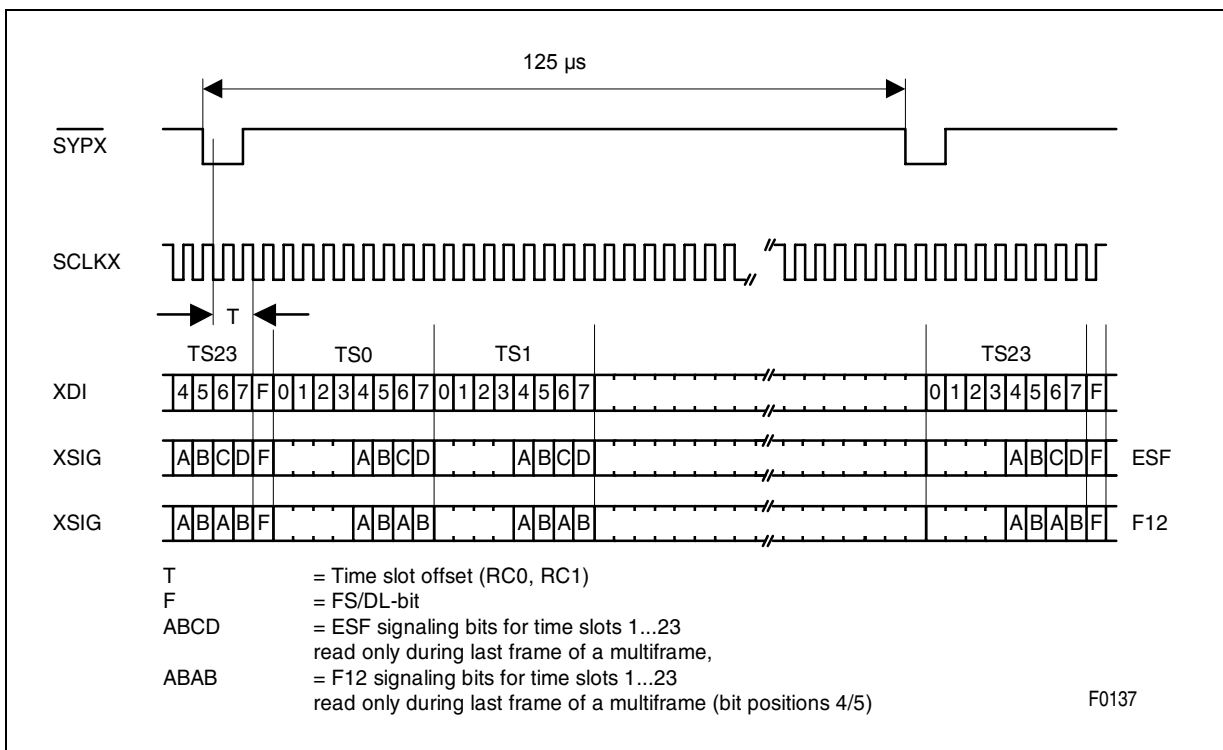 125 µs
SYPX
SCLKX
T
TS23 TS0 TS1 TS23
XDI 4 5 6 7 F 0 1 2 3 4 5 6 7 0 1 2 3 4 5 6 7 0 1 2 3 4 5 6 7 F
XSIG A B C D F A B C D A B C D A B C D F ESF
XSIG A B A B F A B A B A B A B A B A B F F12
T = Time slot offset (RC0, RC1)
F = FS/DL-bit
ABCD = ESF signaling bits for time slots 1...23
read only during last frame of a multiframe,
ABAB = F12 signaling bits for time slots 1...23
read only during last frame of a multiframe (bit positions 4/5)
F0137